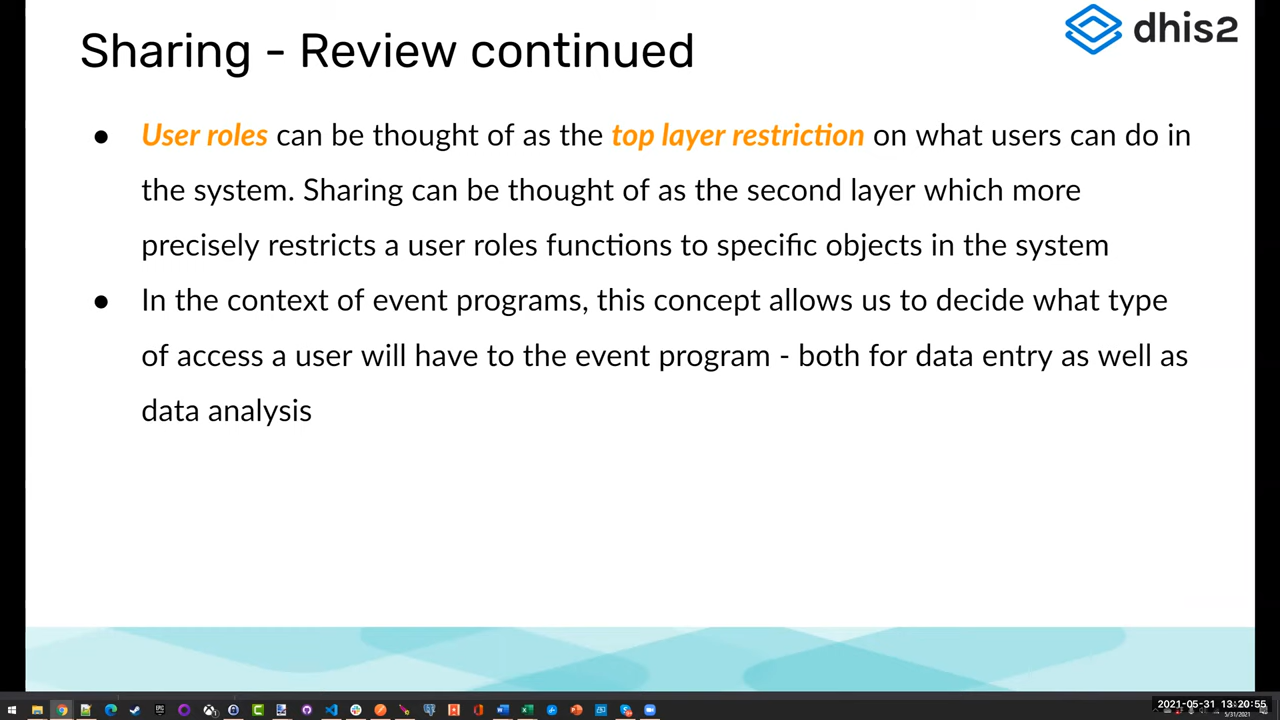 Sharing - Review continued
dhis2
● User roles can be thought of as the top layer restriction on what users can do in
the system. Sharing can be thought of as the second layer which more
precisely restricts a user roles functions to specific objects in the system
● In the context of event programs, this concept allows us to decide what type
of access a user will have to the event program - both for data entry as well as
data analysis
2021-05-31 13:20:55
5/31/2021